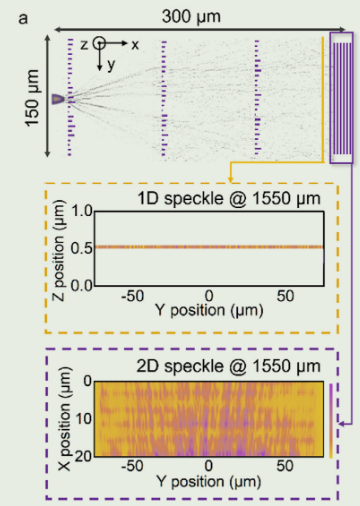 a
300 µm
150 µm
z
x
y
1D speckle @ 1550 µm
Z position (µm)
1.0
0.5
0.0
-50
0
50
Y position (µm)
2D speckle @ 1550 µm
X position (µm)
0
10
20
-50
0
50
Y position (µm)